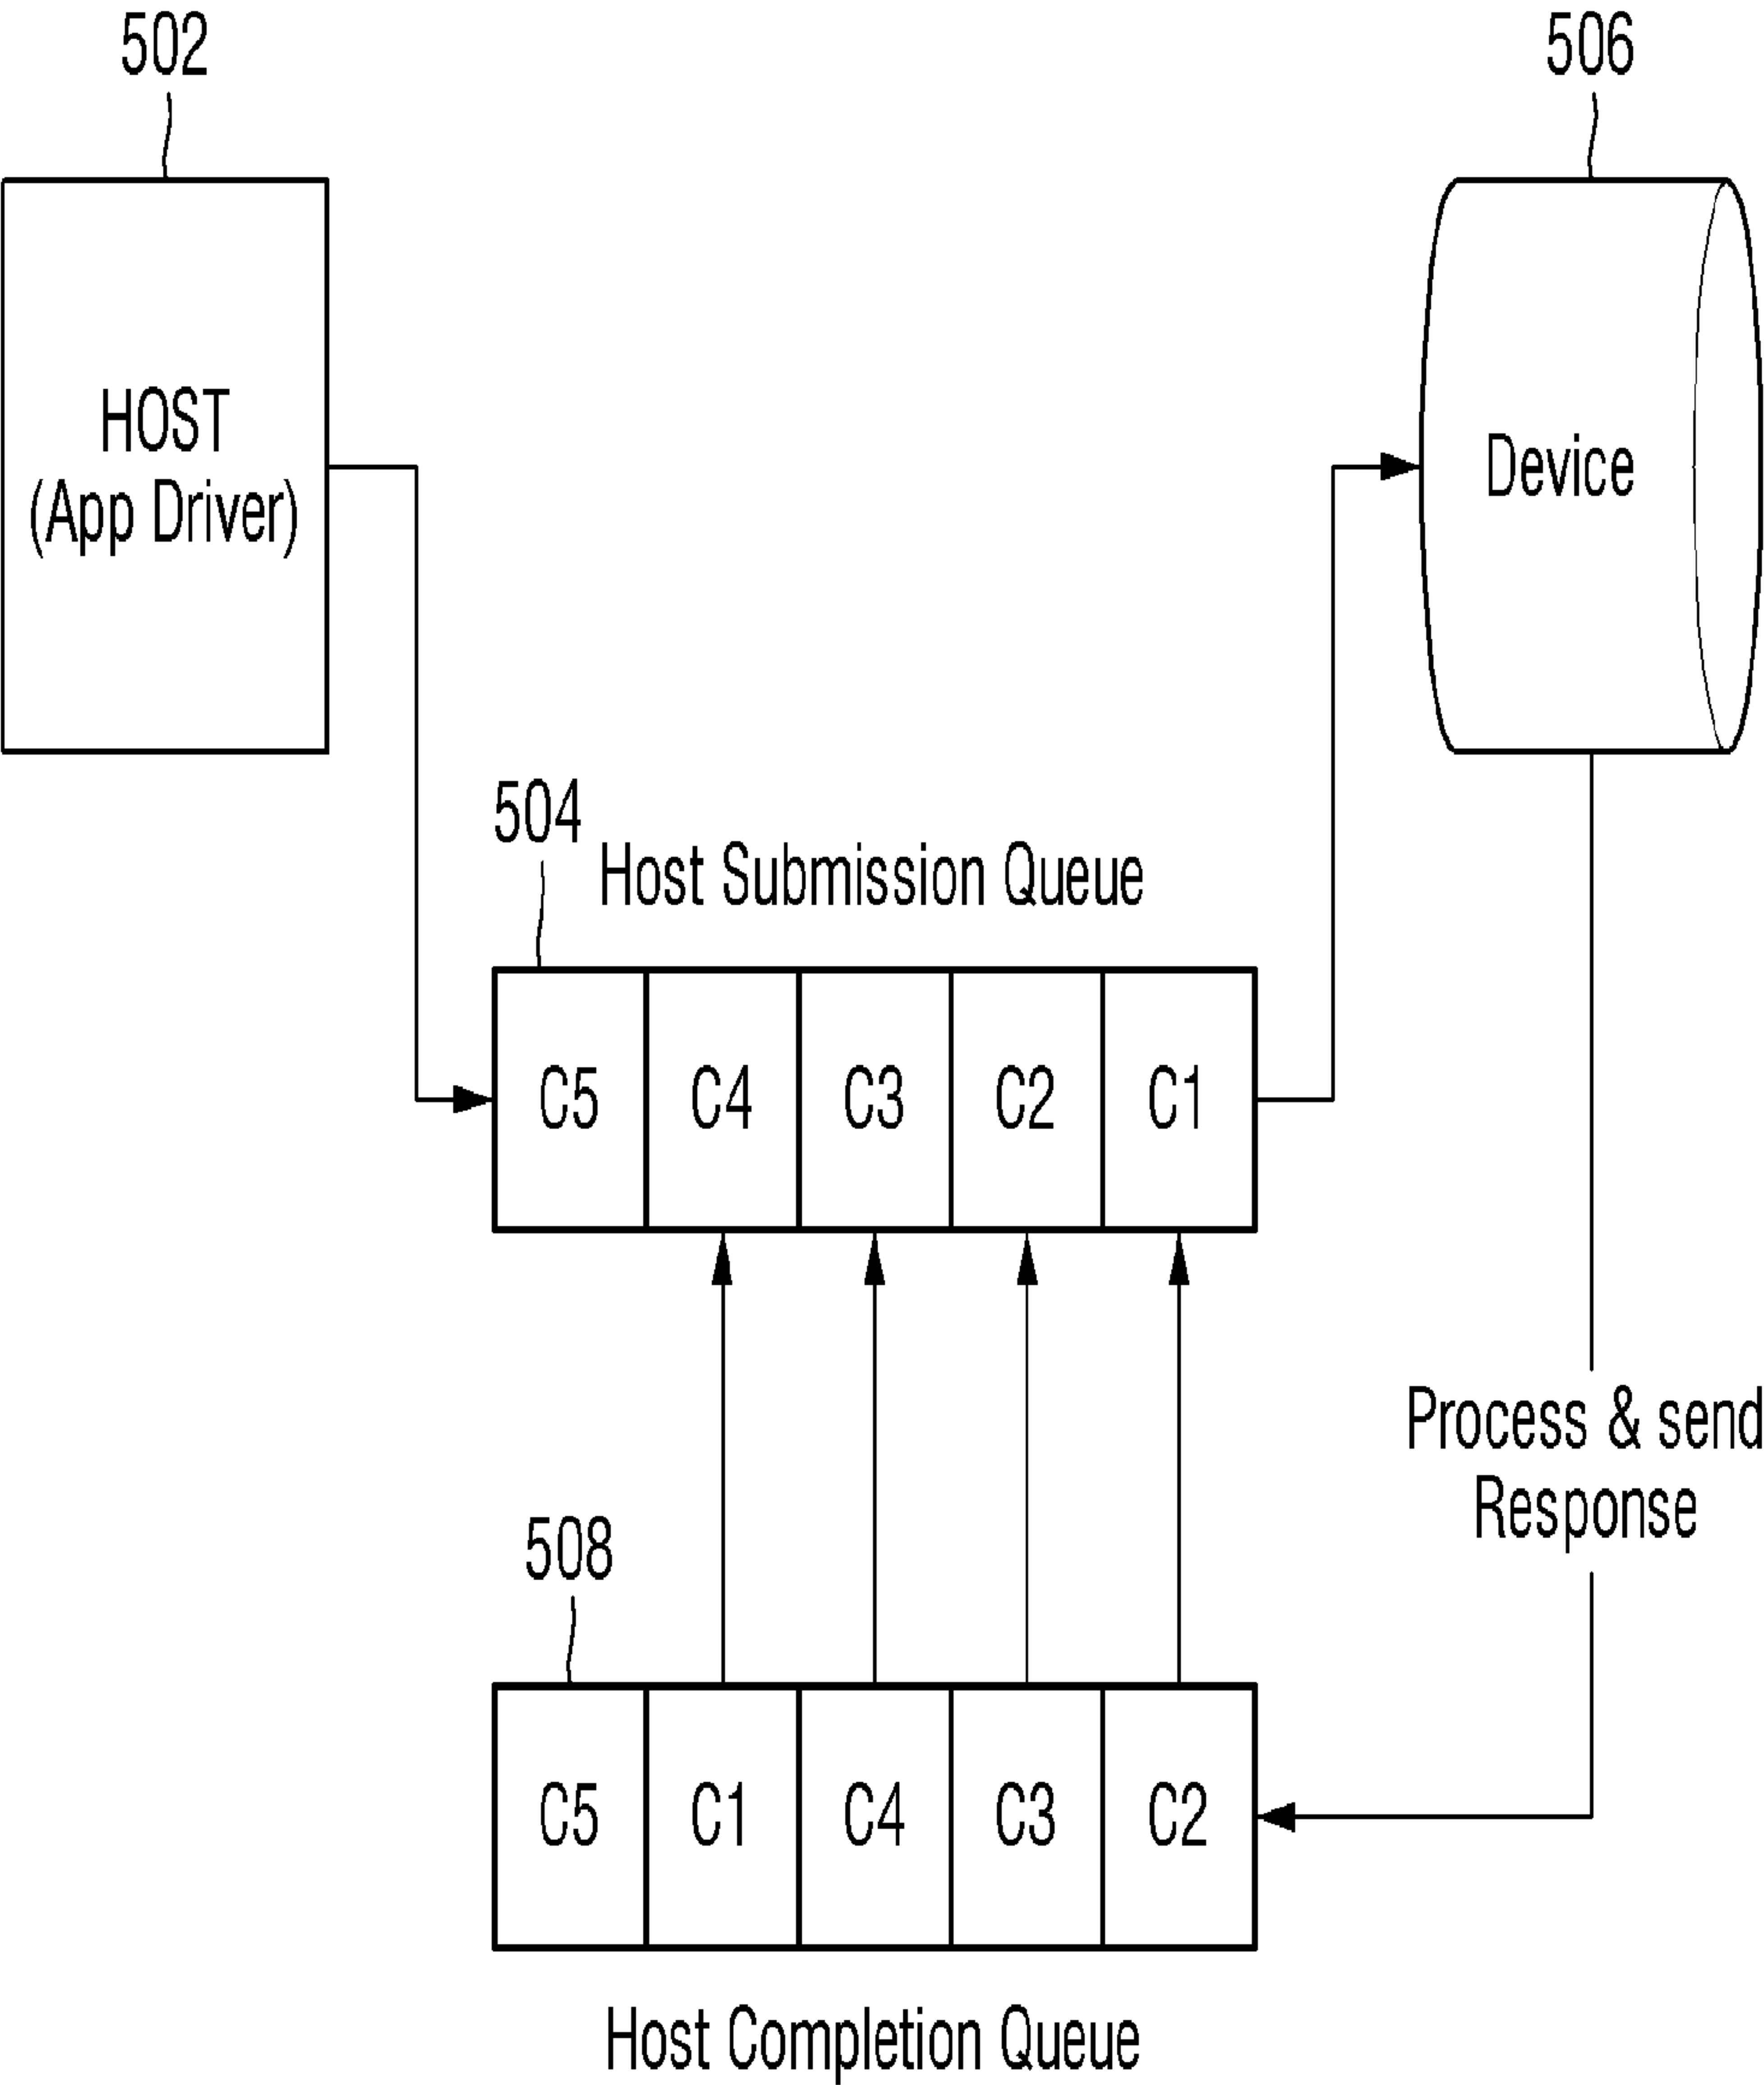 502
506
HOST
(App Driver)
Device
504
Host Submission Queue
C5 C4 C3 C2 C1
Process & send
Response
508
C5 C1 C4 C3 C2
Host Completion Queue